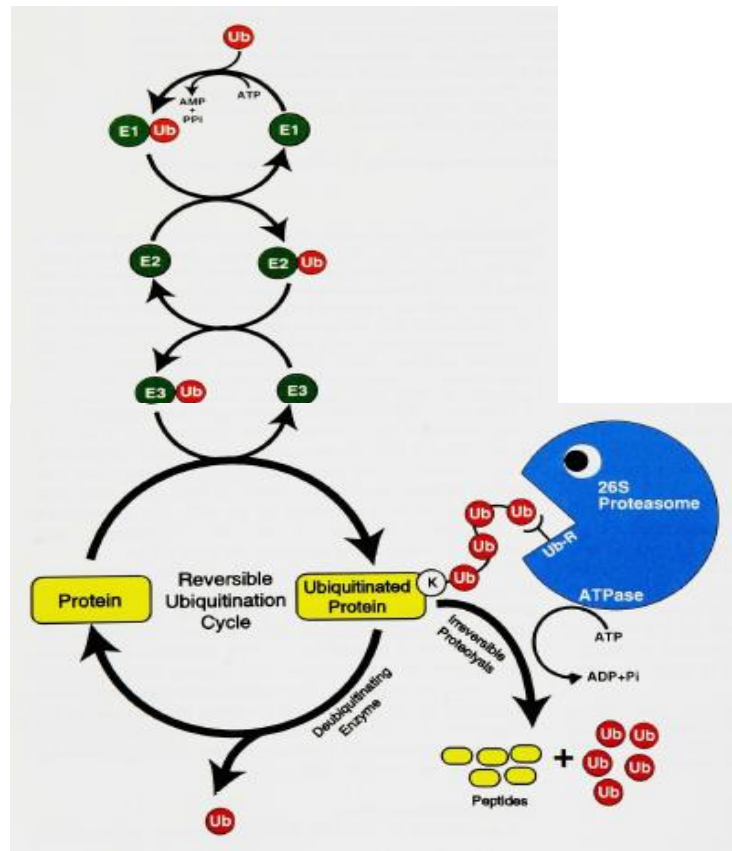 Ub
AMP
+
PPi
ATP
E1 Ub
E1
E2
E2 Ub
E3 Ub
E3
26S
Proteasome
Ub
Ub
Ub
Ub
Ub-R
K
Protein
Reversible
Ubiquitination
Cycle
Ubiquitinated
Protein
ATPase
ATP
ADP+Pi
Irreversible
Proteolysis
Deubiquitinating
Enzyme
Ub
Peptides
+
Ub
Ub
Ub
Ub
Ub